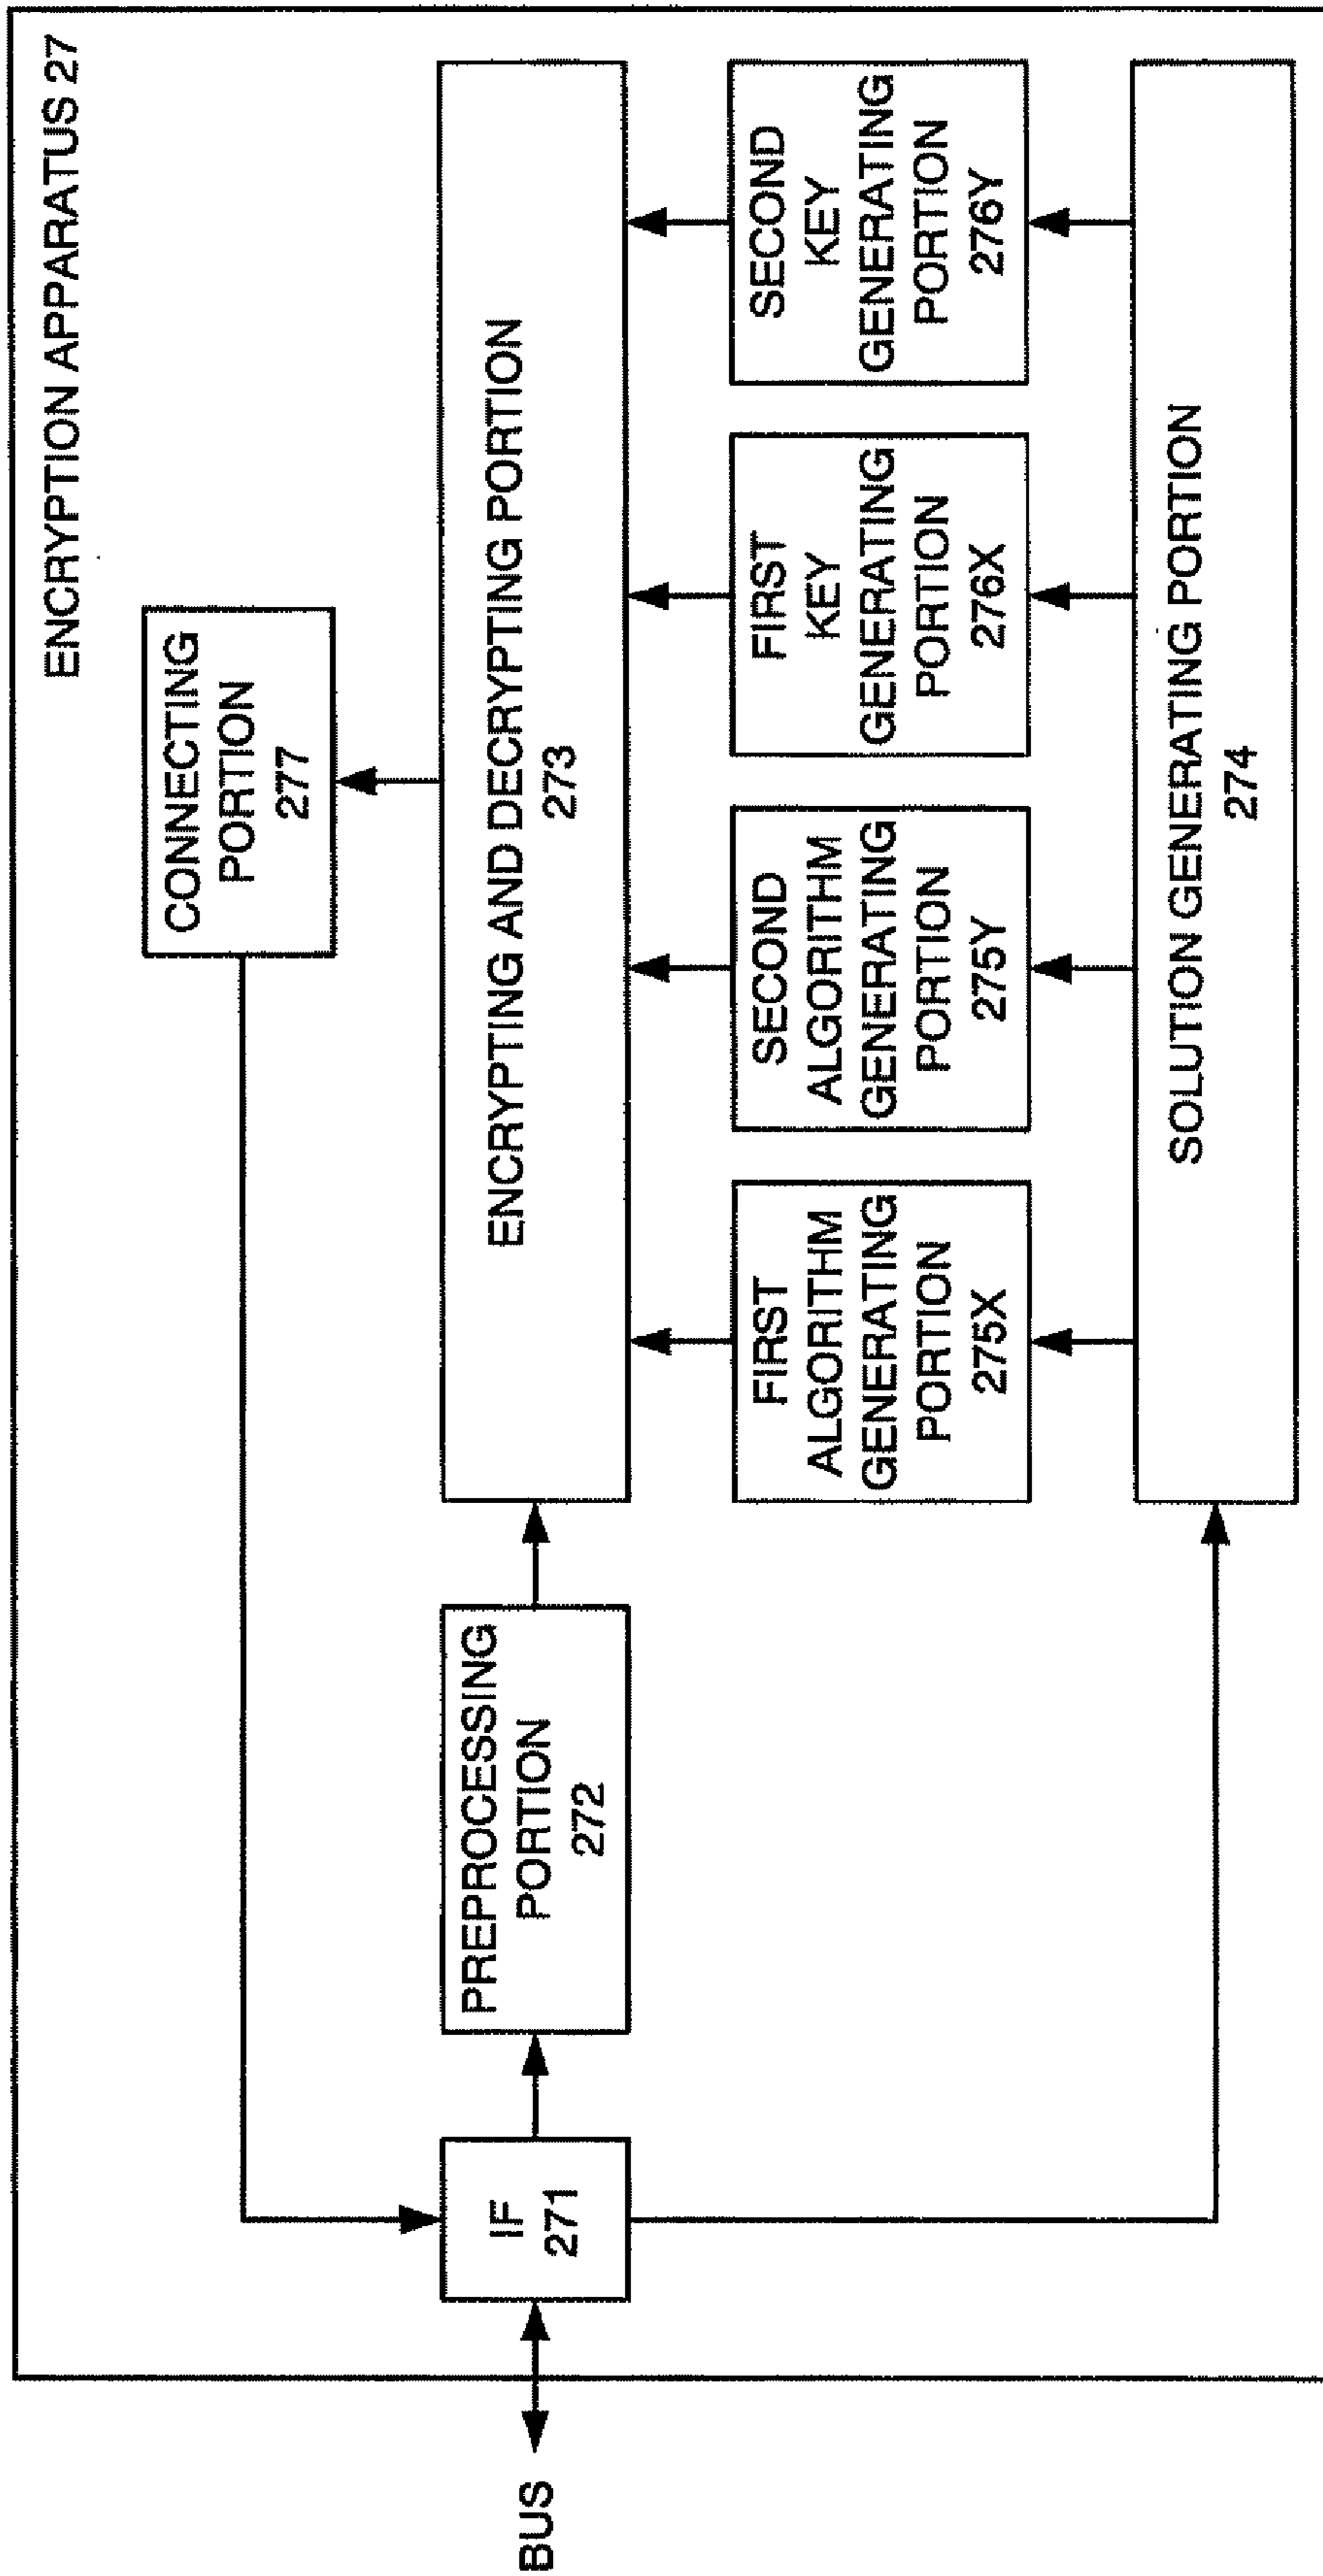 ENCRYPTION APPARATUS 27
CONNECTING
PORTION
277
BUS
IF
271
PREPROCESSING
PORTION
272
ENCRYPTING AND DECRYPTING PORTION
273
FIRST
ALGORITHM
GENERATING
PORTION
275X
SECOND
ALGORITHM
GENERATING
PORTION
275Y
FIRST
KEY
GENERATING
PORTION
276X
SECOND
KEY
GENERATING
PORTION
276Y
SOLUTION GENERATING PORTION
274